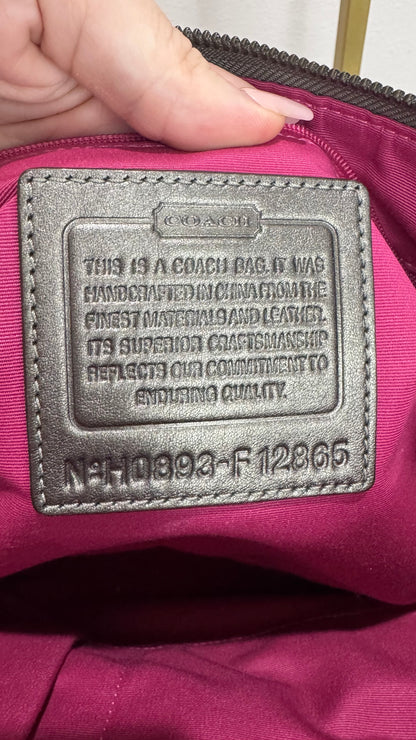 COACH
THIS IS A COACH BAG. IT WAS
HANDCRAFTED IN CHINA FROM THE
FINEST MATERIALS AND LEATHER.
ITS SUPERIOR CRAFTSMANSHIP
REFLECTS OUR COMMITMENT TO
ENDURING QUALITY.
Nº H0893-F12865